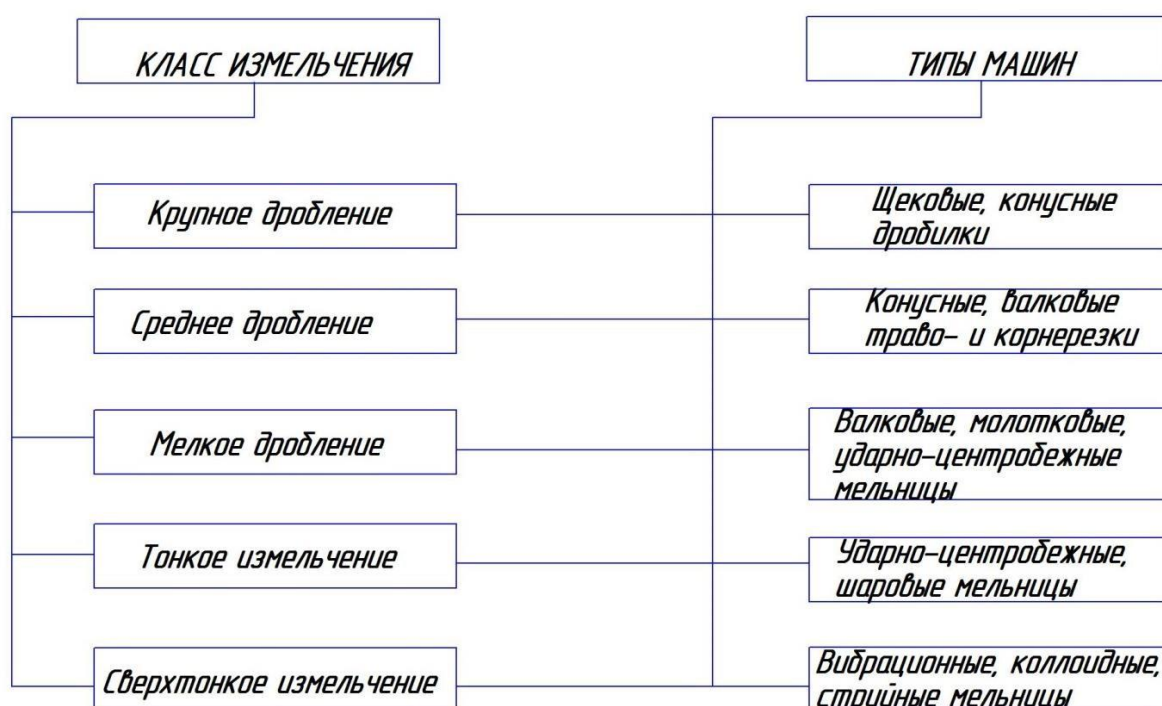 КЛАСС ИЗМЕЛЬЧЕНИЯ
ТИПЫ МАШИН
Крупное дробление
Щековые, конусные
дробилки
Среднее дробление
Конусные, валковые
траво- и корнерезки
Мелкое дробление
Валковые, молотковые,
ударно-центробежные
мельницы
Тонкое измельчение
Ударно-центробежные,
шаровые мельницы
Сверхтонкое измельчение
Вибрационные, коллоидные,
стрийные мельницы